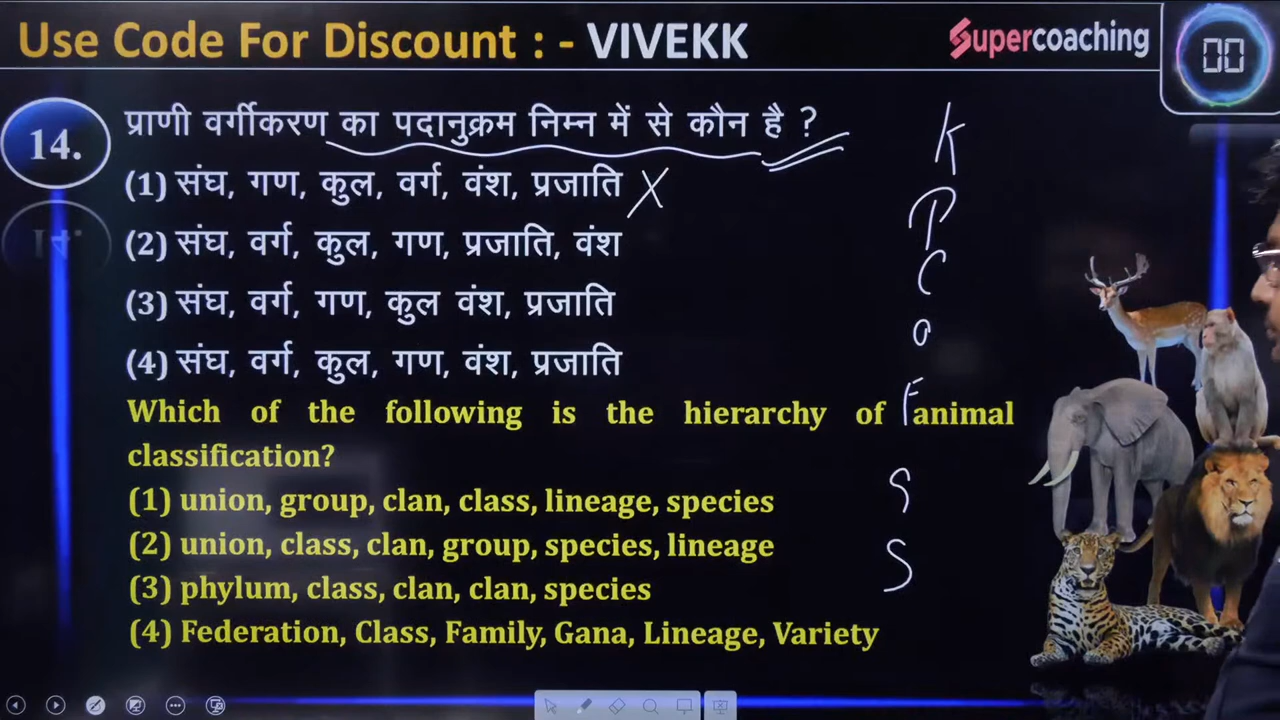 Use Code For Discount : - VIVEKK
Supercoaching
00
14.
प्राणी वर्गीकरण का पदानुक्रम निम्न में से कौन है ?
(1) संघ, गण, कुल, वर्ग, वंश, प्रजाति X
(2) संघ, वर्ग, कुल, गण, प्रजाति, वंश
(3) संघ, वर्ग, गण, कुल वंश, प्रजाति
(4) संघ, वर्ग, कुल, गण, वंश, प्रजाति
Which of the following is the hierarchy of animal
classification?
(1) union, group, clan, class, lineage, species
(2) union, class, clan, group, species, lineage
(3) phylum, class, clan, clan, species
(4) Federation, Class, Family, Gana, Lineage, Variety
K
P
C
O
F
S